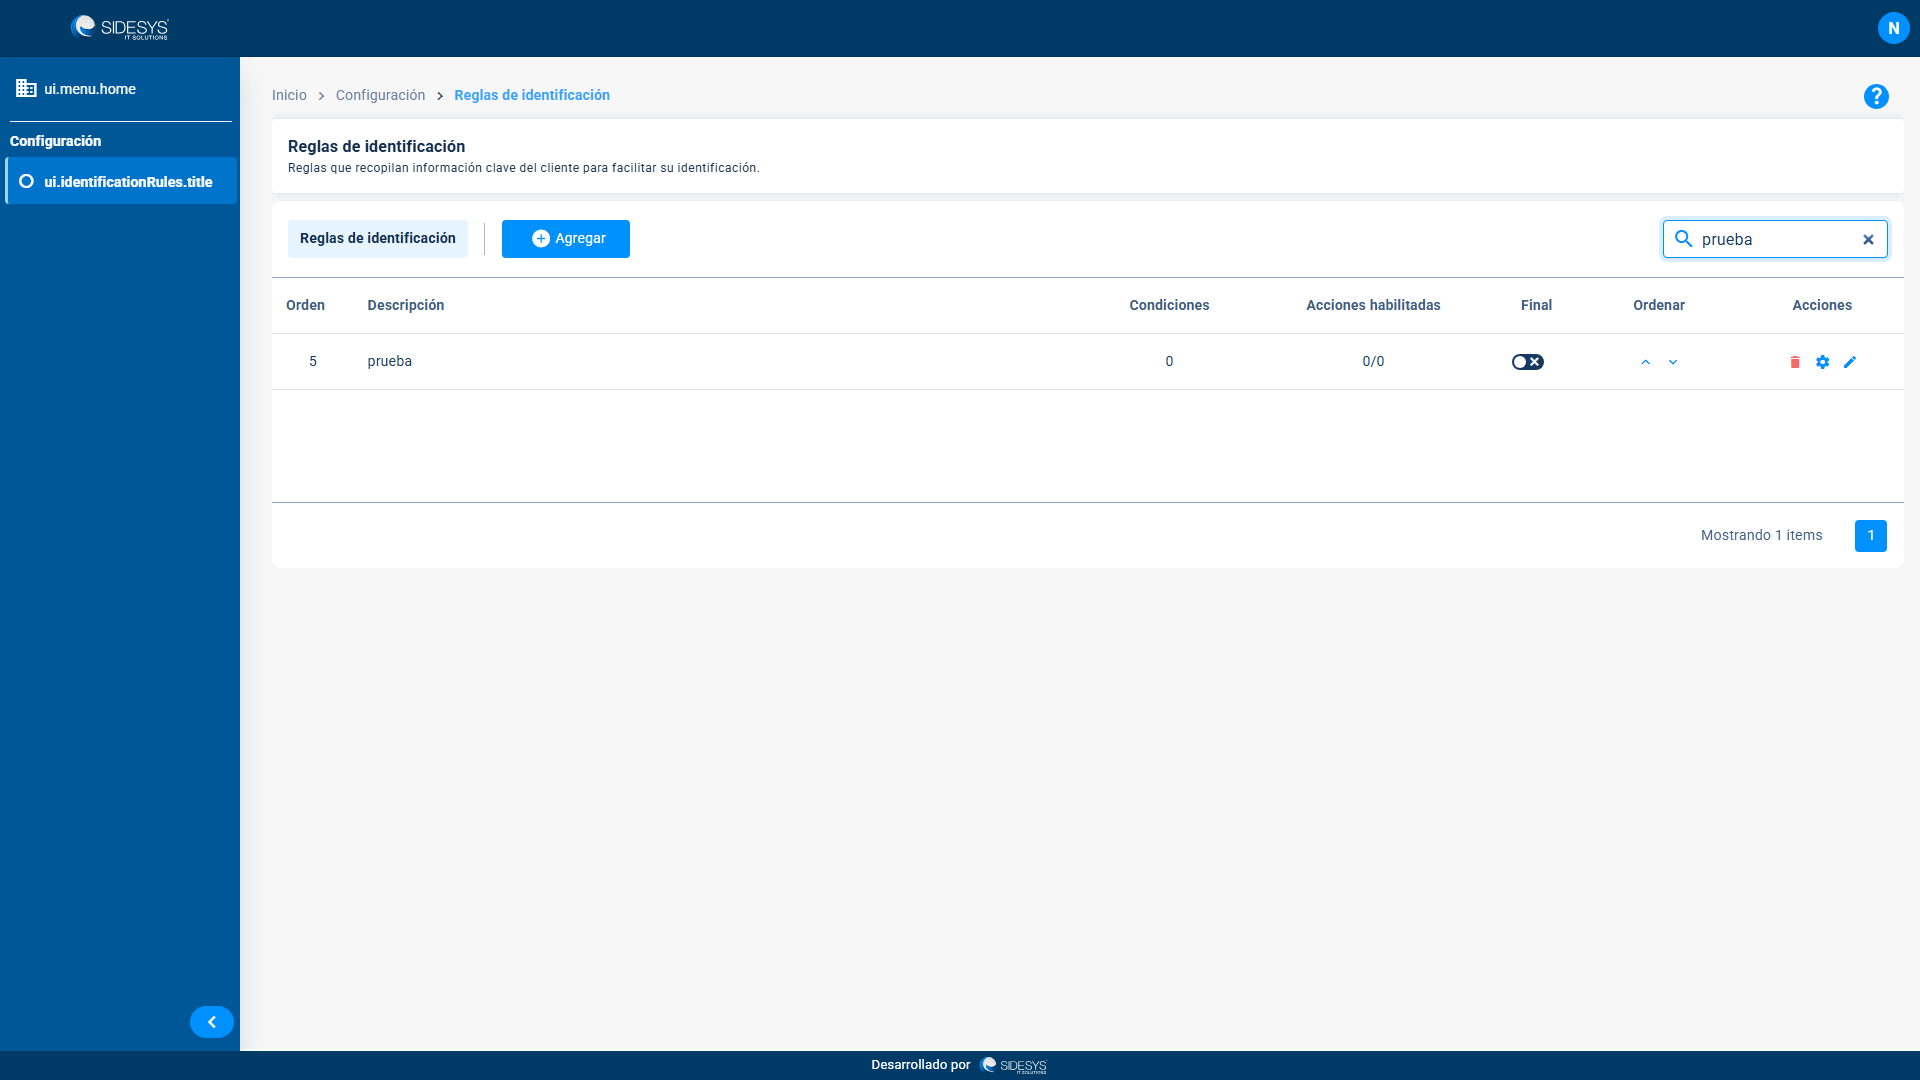 SIDESYS
IT SOLUTIONS
N
ui.menu.home
Configuración
ui.identificationRules.title
Inicio > Configuración > Reglas de identificación
?
Reglas de identificación
Reglas que recopilan información clave del cliente para facilitar su identificación.
Reglas de identificación
Agregar
prueba
Orden Descripción Condiciones Acciones habilitadas Final Ordenar Acciones
5 prueba 0 0/0
Mostrando 1 items 1
Desarrollado por SIDESYS
IT SOLUTIONS